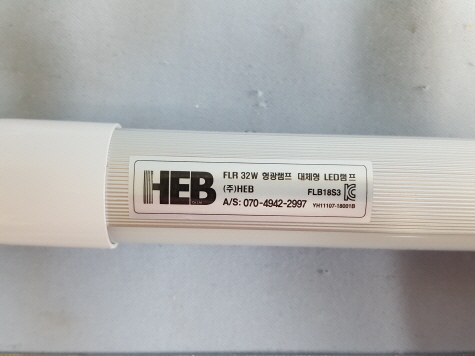 HEB
FLR 32W 형광램프 대체형 LED램프
(주)HEB FLB18S3
A/S: 070-4942-2997 YH11107-18001B